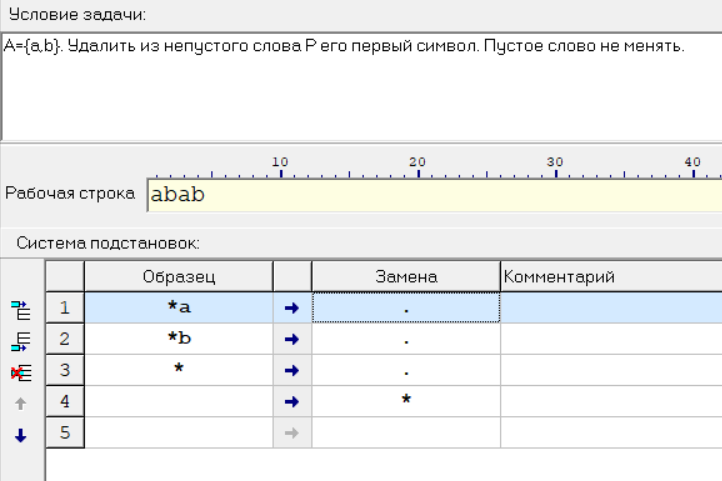 Условие задачи:
A={a,b}. Удалить из непустого слова P его первый символ. Пустое слово не менять.
10 20 30 40
Рабочая строка abab
Система подстановок:
Образец Замена Комментарий
1 *a → .
2 *b → .
3 * → .
4 → *
5 →